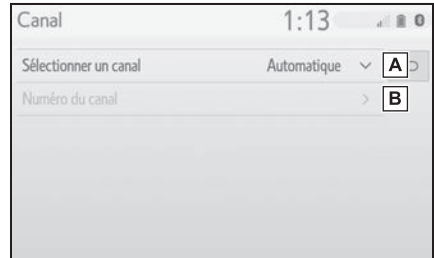 Canal 1:13
Sélectionner un canal Automatique A
Numéro du canal B